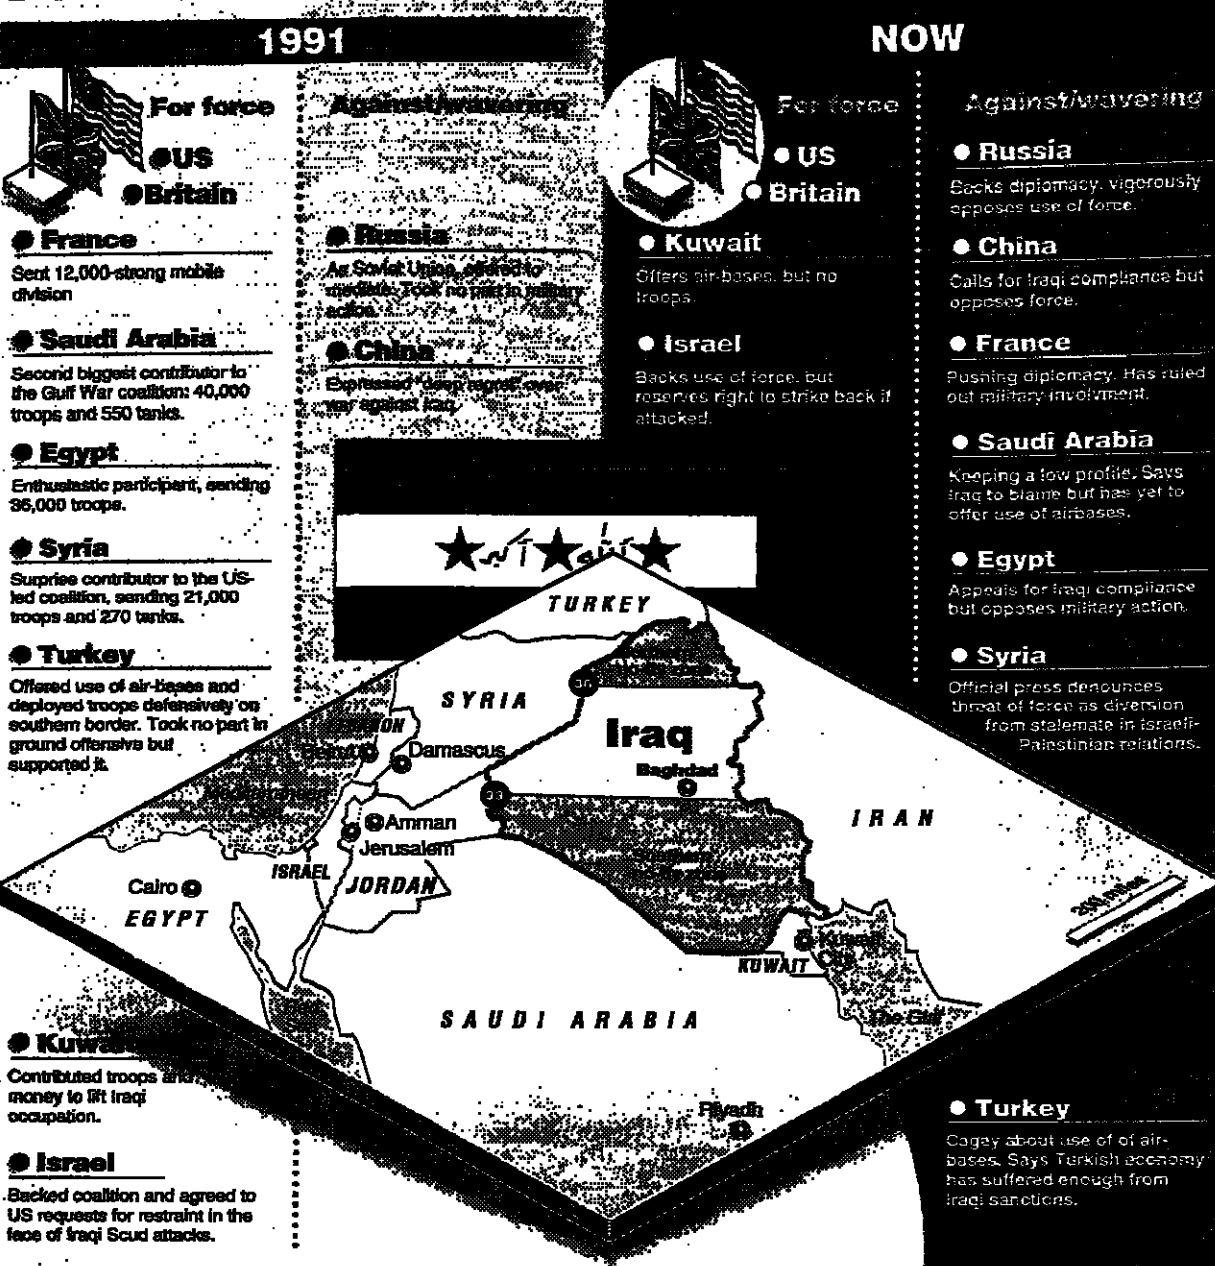 1991
For force
US
Britain
France
Sent 12,000-strong mobile
division
Saudi Arabia
Second biggest contributor to
the Gulf War coalition: 40,000
troops and 550 tanks.
Egypt
Enthusiastic participant, sending
36,000 troops.
Syria
Surprise contributor to the US-
led coalition, sending 21,000
troops and 270 tanks.
Turkey
Offered use of air-bases and
deployed troops defensively on
southern border. Took no part in
ground offensive but
supported it.
Kuwait
Contributed troops and
money to lift Iraqi
occupation.
Israel
Backed coalition and agreed to
US requests for restraint in the
face of Iraqi Scud attacks.
Against/wavering
Russia
As Soviet Union, offered to
mediate. Took no part in military
action.
China
Expressed "deep regret" over
war against Iraq.
NOW
For force
US
Britain
Kuwait
Offers air-bases, but no
troops.
Israel
Backs use of force, but
reserves right to strike back if
attacked.
Against/wavering
Russia
Backs diplomacy, vigorously
opposes use of force.
China
Calls for Iraqi compliance but
opposes force.
France
Pushing diplomacy. Has ruled
out military involvment.
Saudi Arabia
Keeping a low profile. Says
Iraq to blame but has yet to
offer use of airbases.
Egypt
Appeals for Iraqi compliance
but opposes military action.
Syria
Official press denounces
threat of force as diversion
from stalemate in Israeli-
Palestinian relations.
Turkey
Cagey about use of of air-
bases. Says Turkish economy
has suffered enough from
Iraqi sanctions.
TURKEY
SYRIA
36
Iraq
Baghdad
Beirut
Damascus
33
IRAN
Amman
Jerusalem
ISRAEL
JORDAN
Cairo
EGYPT
300 miles
Kuwait
City
KUWAIT
The Gulf
SAUDI ARABIA
Riyadh